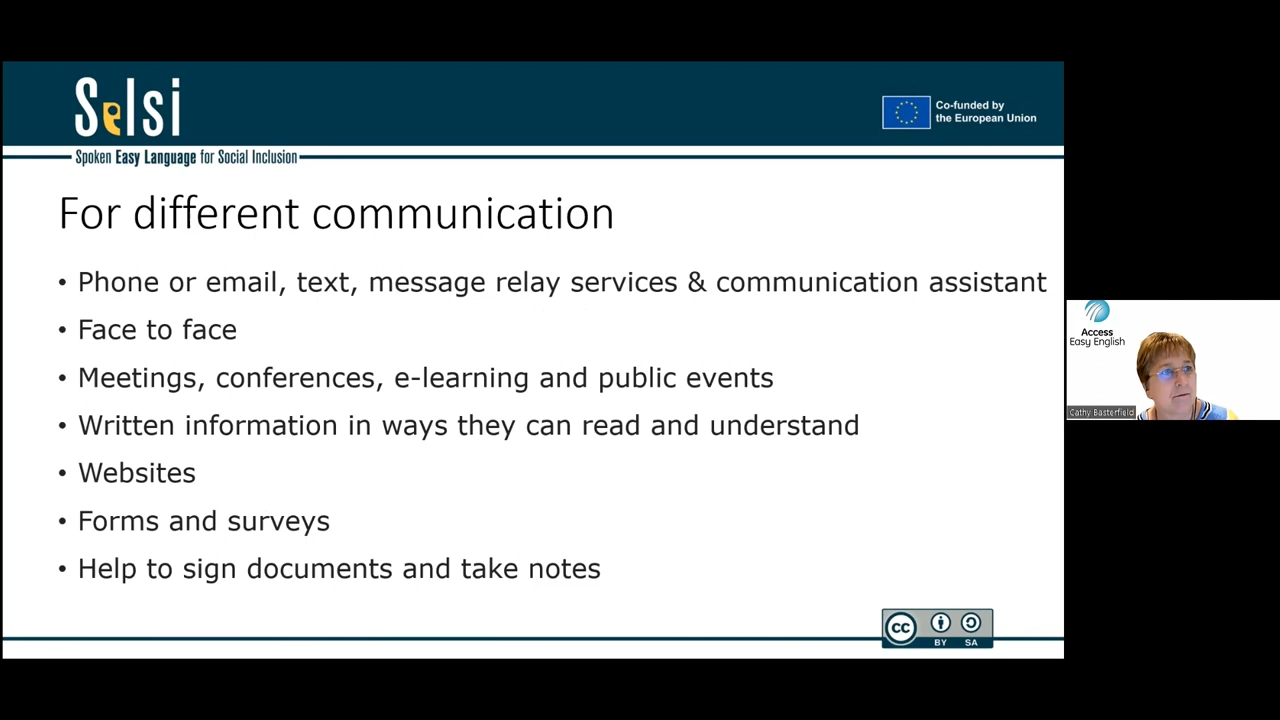 Selsi
Spoken Easy Language for Social Inclusion
Co-funded by
the European Union
For different communication
• Phone or email, text, message relay services & communication assistant
• Face to face
• Meetings, conferences, e-learning and public events
• Written information in ways they can read and understand
• Websites
• Forms and surveys
• Help to sign documents and take notes
Access
Easy English
Cathy Basterfield
CC
BY SA